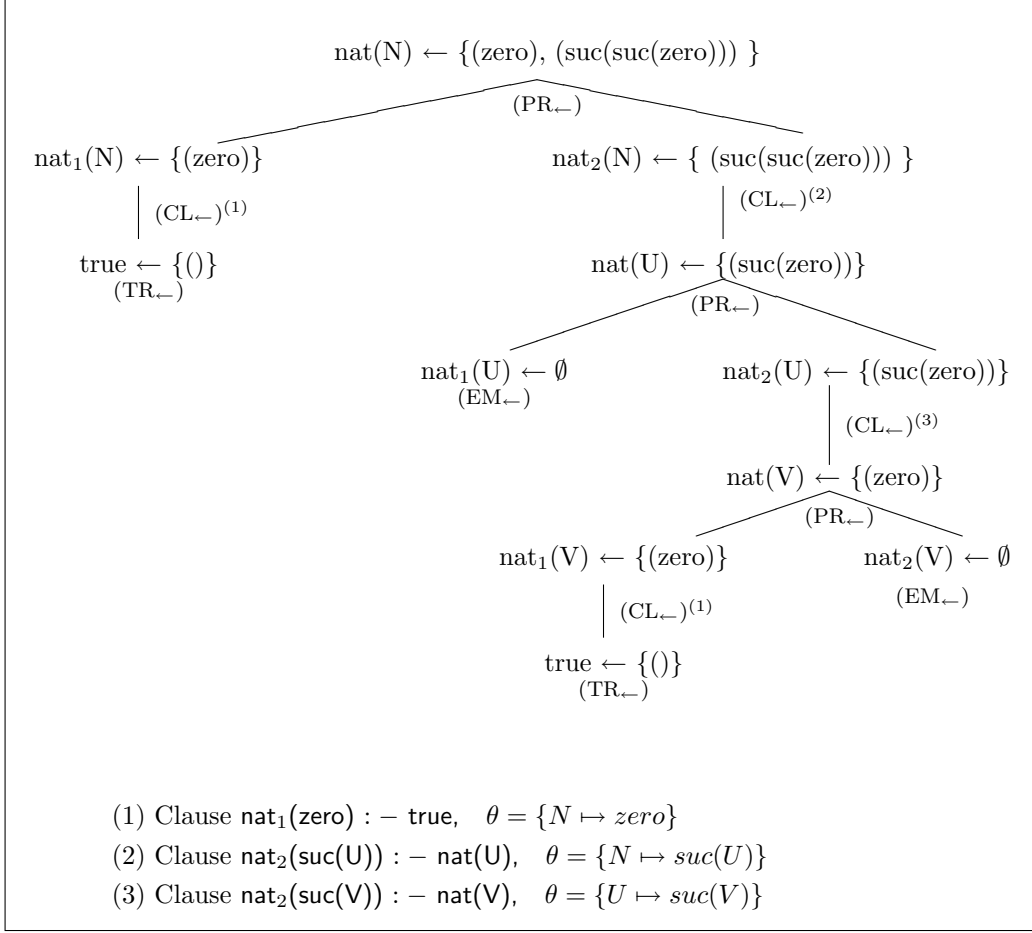 nat(N) ← {(zero), (suc(suc(zero))) }
(PR←)
nat₁(N) ← {(zero)} nat₂(N) ← { (suc(suc(zero))) }
(CL←)⁽¹⁾ (CL←)⁽²⁾
true ← {()} nat(U) ← {(suc(zero))}
(TR←) (PR←)
nat₁(U) ← ∅ nat₂(U) ← {(suc(zero))}
(EM←)
(CL←)⁽³⁾
nat(V) ← {(zero)}
(PR←)
nat₁(V) ← {(zero)} nat₂(V) ← ∅
(CL←)⁽¹⁾ (EM←)
true ← {()}
(TR←)
(1) Clause nat₁(zero) : − true, θ = {N ↦ zero}
(2) Clause nat₂(suc(U)) : − nat(U), θ = {N ↦ suc(U)}
(3) Clause nat₂(suc(V)) : − nat(V), θ = {U ↦ suc(V)}